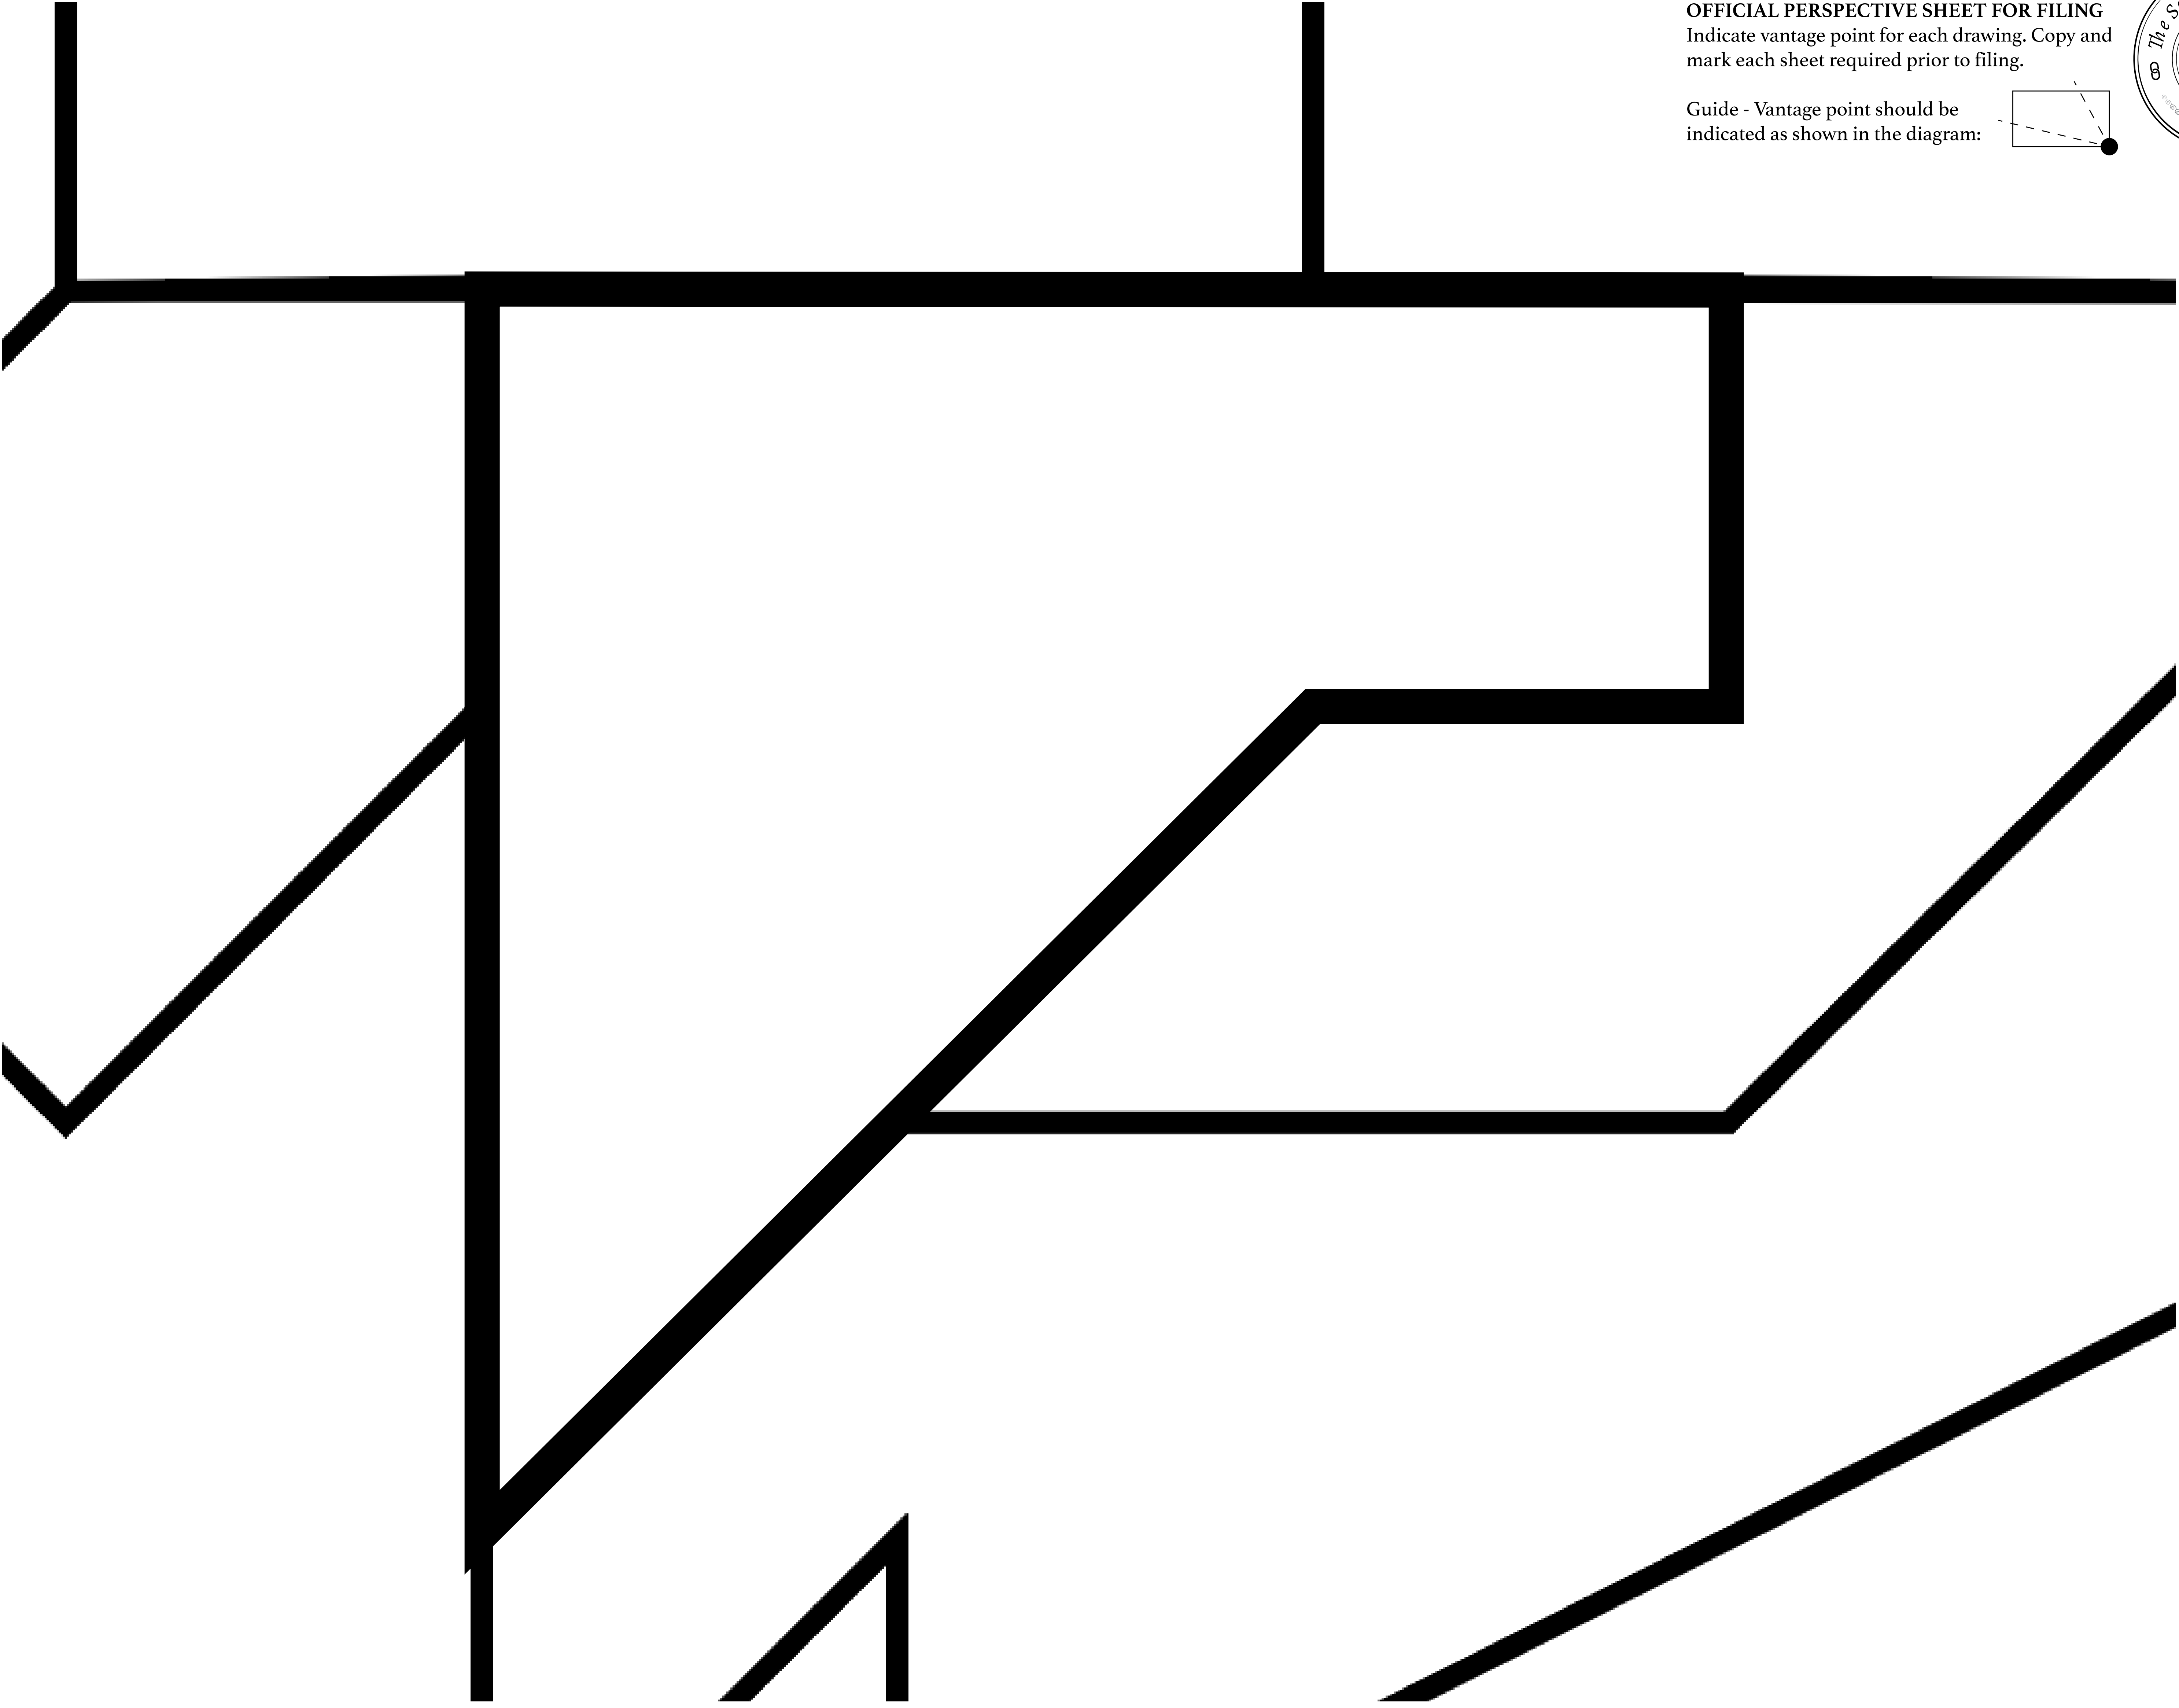 OFFICIAL PERSPECTIVE SHEET FOR FILING
Indicate vantage point for each drawing. Copy and
mark each sheet required prior to filing.
Guide - Vantage point should be
indicated as shown in the diagram:
The